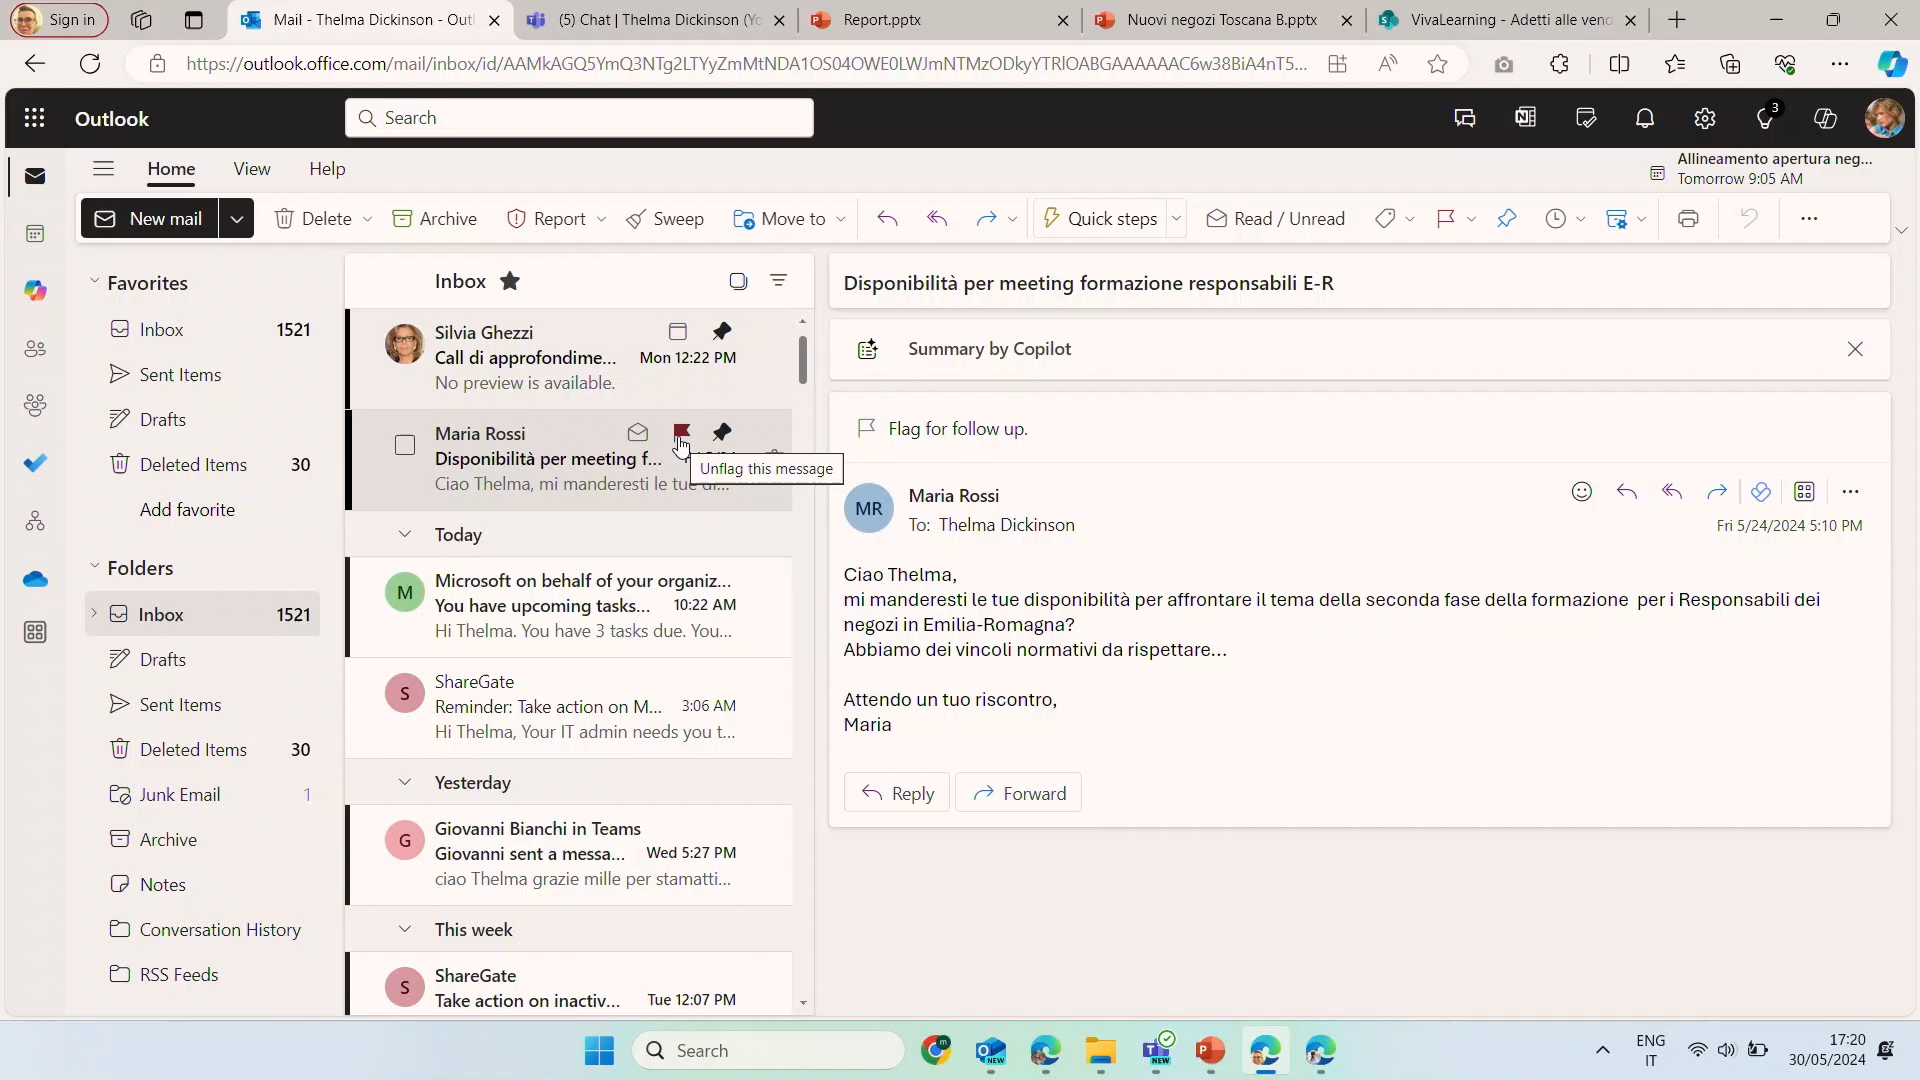 Sign in
Mail - Thelma Dickinson - Outl
(5) Chat | Thelma Dickinson (Yo
Report.pptx
Nuovi negozi Toscana B.pptx
VivaLearning - Adetti alle vend
https://outlook.office.com/mail/inbox/id/AAMkAGQ5YmQ3NTg2LTYyZmMtNDA1OS04OWE0LWJmNTMzODkyYTRlOABGAAAAAAC6w38BiA4nT5...
Outlook
Search
3
Home
View
Help
Allineamento apertura neg...
Tomorrow 9:05 AM
New mail
Delete
Archive
Report
Sweep
Move to
Quick steps
Read / Unread
Favorites
Inbox 1521
Sent Items
Drafts
Deleted Items 30
Add favorite
Folders
Inbox 1521
Drafts
Sent Items
Deleted Items 30
Junk Email 1
Archive
Notes
Conversation History
RSS Feeds
Inbox
Silvia Ghezzi
Call di approfondime... Mon 12:22 PM
No preview is available.
Maria Rossi
Disponibilità per meeting f...
Ciao Thelma, mi manderesti le tue di...
Unflag this message
Today
M
Microsoft on behalf of your organiz...
You have upcoming tasks... 10:22 AM
Hi Thelma. You have 3 tasks due. You...
S
ShareGate
Reminder: Take action on M... 3:06 AM
Hi Thelma, Your IT admin needs you t...
Yesterday
G
Giovanni Bianchi in Teams
Giovanni sent a messa... Wed 5:27 PM
ciao Thelma grazie mille per stamatti...
This week
S
ShareGate
Take action on inactiv... Tue 12:07 PM
Disponibilità per meeting formazione responsabili E-R
Summary by Copilot
Flag for follow up.
MR
Maria Rossi
To: Thelma Dickinson
Fri 5/24/2024 5:10 PM
Ciao Thelma,
mi manderesti le tue disponibilità per affrontare il tema della seconda fase della formazione per i Responsabili dei
negozi in Emilia-Romagna?
Abbiamo dei vincoli normativi da rispettare...
Attendo un tuo riscontro,
Maria
Reply
Forward
Search
NEW
NEW
ENG
IT
17:20
30/05/2024